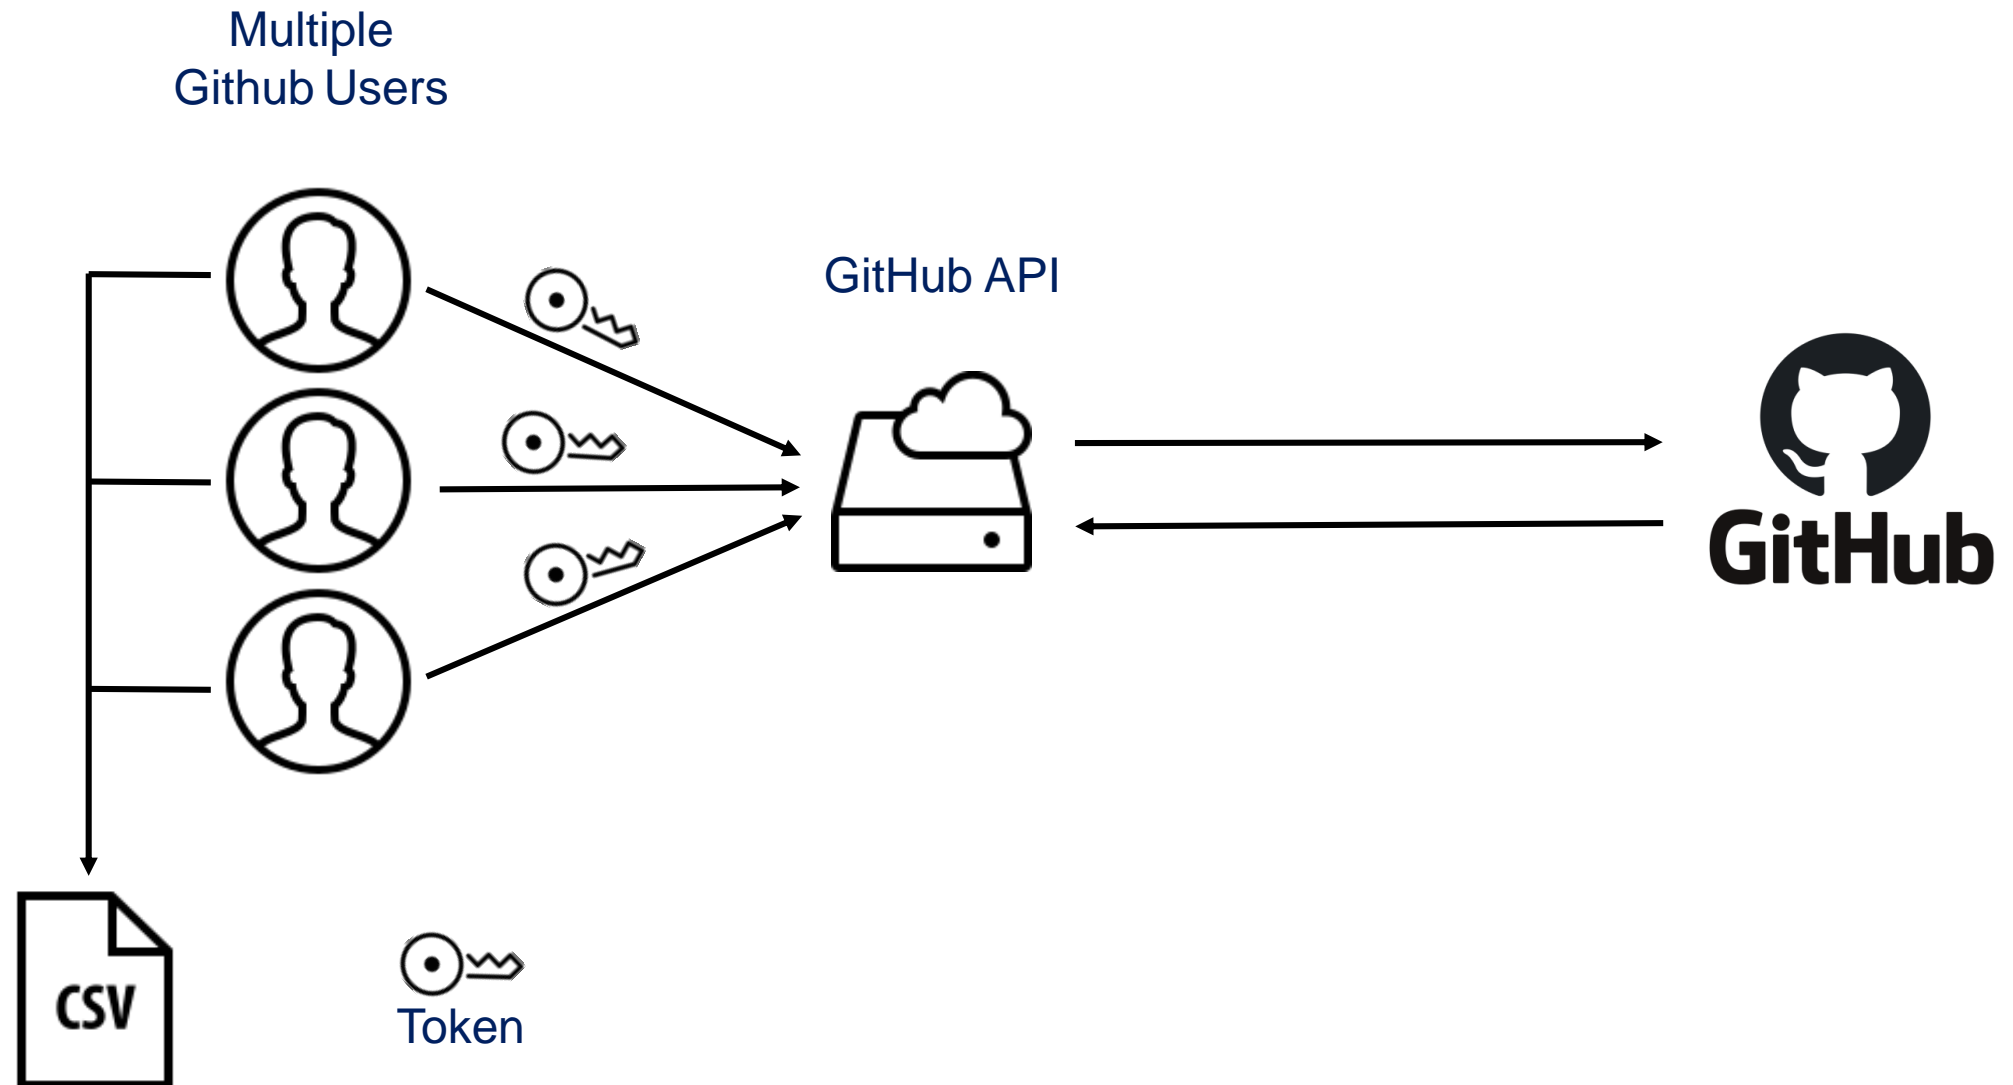 Multiple
Github Users
GitHub API
GitHub
CSV
Token